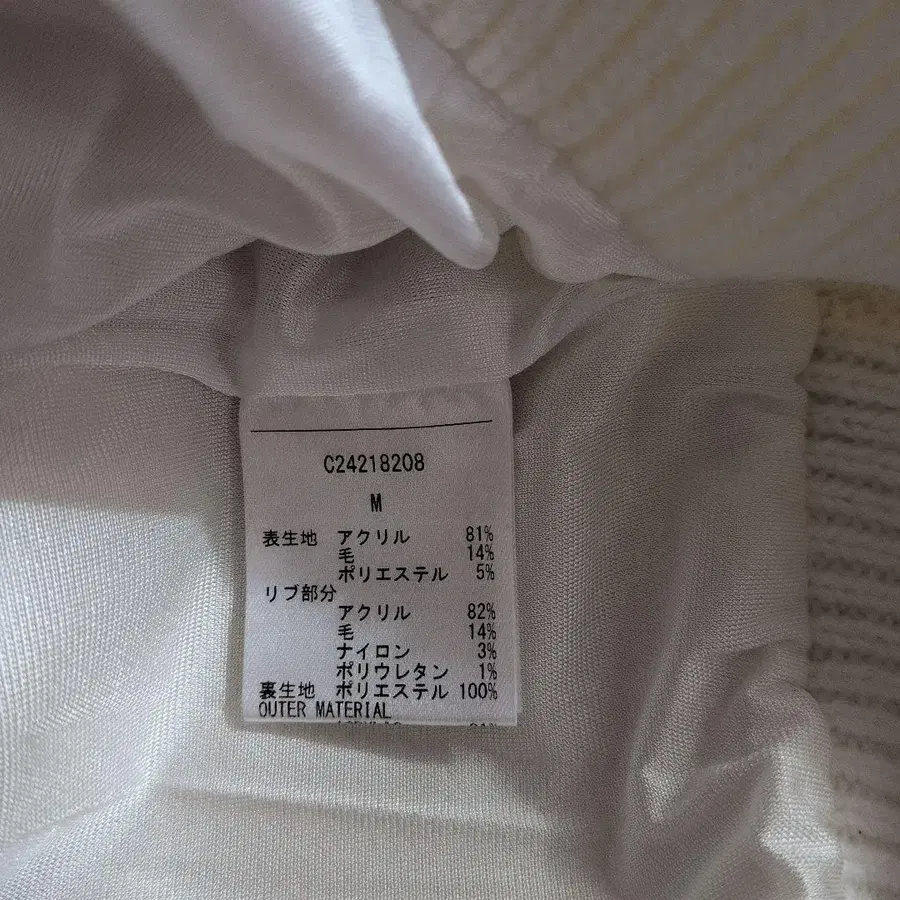 C24218208
M
表生地 アクリル 81%
毛 14%
ポリエステル 5%
リブ部分
アクリル 82%
毛 14%
ナイロン 3%
ポリウレタン 1%
裏生地 ポリエステル 100%
OUTER MATERIAL